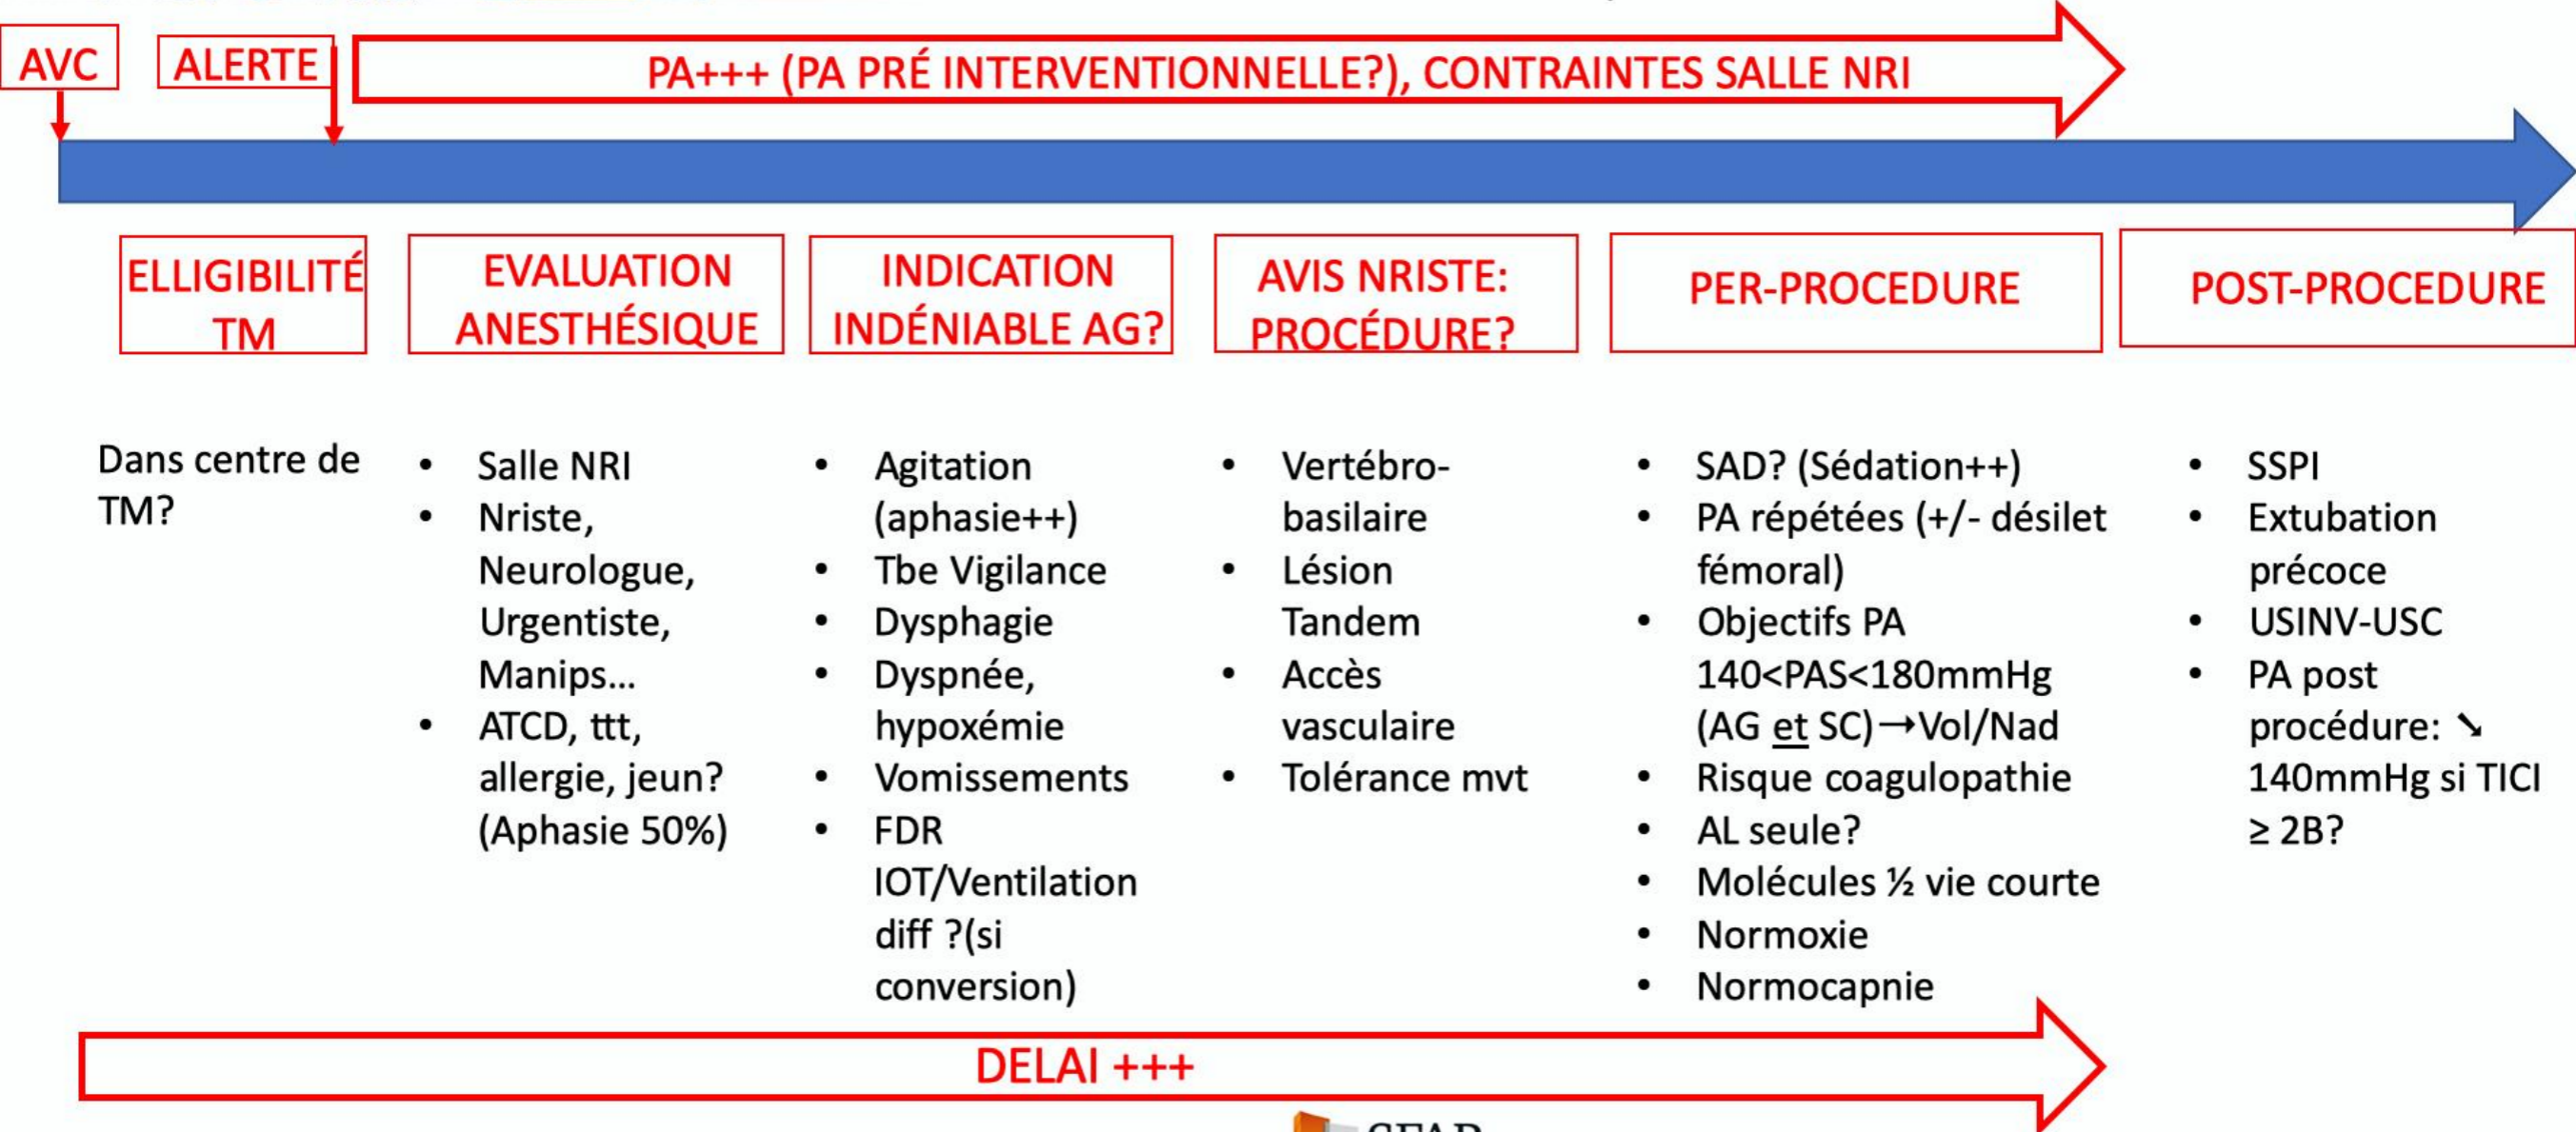 AVC
ALERTE
PA+++ (PA PRÉ INTERVENTIONNELLE?), CONTRAINTES SALLE NRI
ELLIGIBILITÉ
TM
EVALUATION
ANESTHÉSIQUE
INDICATION
INDÉNIABLE AG?
AVIS NRISTE:
PROCÉDURE?
PER-PROCEDURE
POST-PROCEDURE
Dans centre de
TM?
• Salle NRI
• Nriste,
Neurologue,
Urgentiste,
Manips...
• ATCD, ttt,
allergie, jeun?
(Aphasie 50%)
• Agitation
(aphasie++)
• Tbe Vigilance
• Dysphagie
• Dyspnée,
hypoxémie
• Vomissements
• FDR
IOT/Ventilation
diff ?(si
conversion)
• Vertébro-
basilaire
• Lésion
Tandem
• Accès
vasculaire
• Tolérance mvt
• SAD? (Sédation++)
• PA répétées (+/- désilet
fémoral)
• Objectifs PA
140<PAS<180mmHg
(AG et SC)→Vol/Nad
• Risque coagulopathie
• AL seule?
• Molécules ½ vie courte
• Normoxie
• Normocapnie
• SSPI
• Extubation
précoce
• USINV-USC
• PA post
procédure: ➘
140mmHg si TICI
≥ 2B?
DELAI +++
SFAR